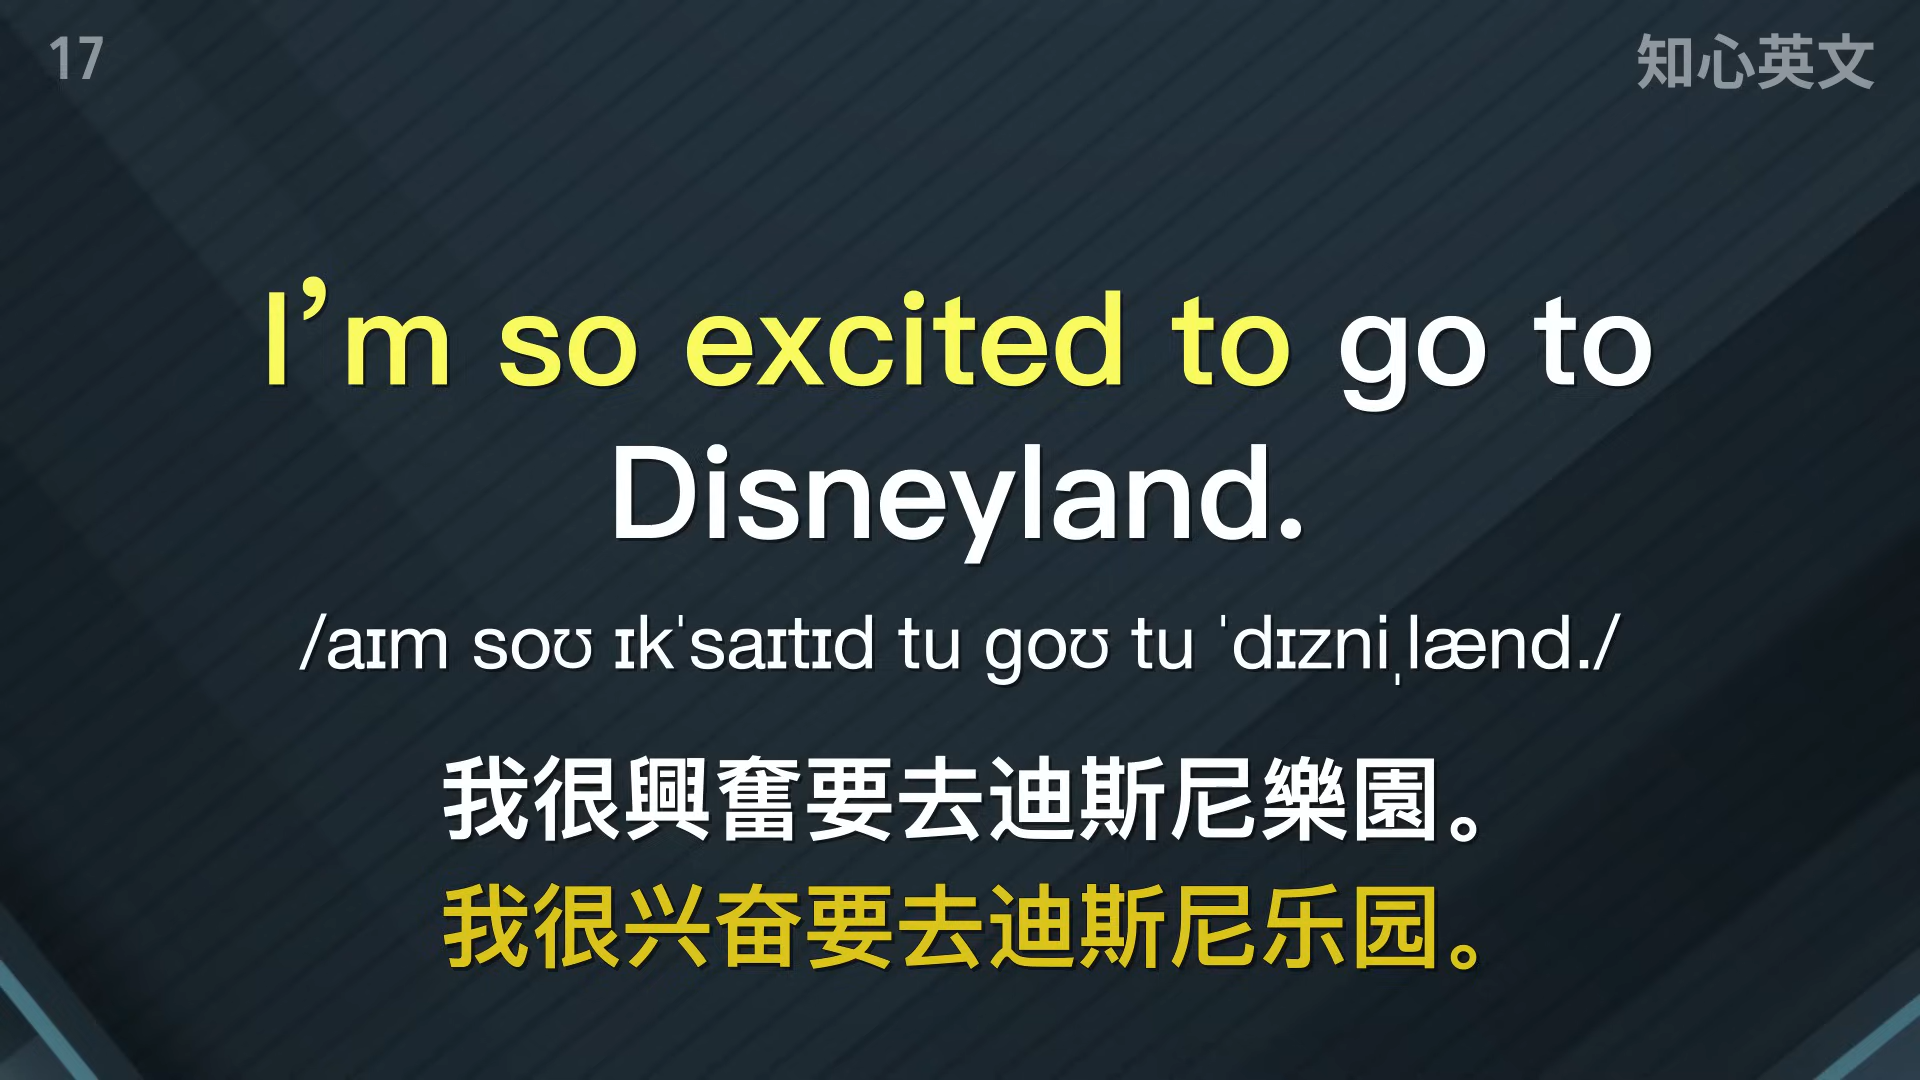 17
知心英文
I’m so excited to go to
Disneyland.
/aɪm soʊ ɪkˈsaɪtɪd tu goʊ tu ˈdɪzniˌlænd./
我很興奮要去迪斯尼樂園。
我很兴奋要去迪斯尼乐园。